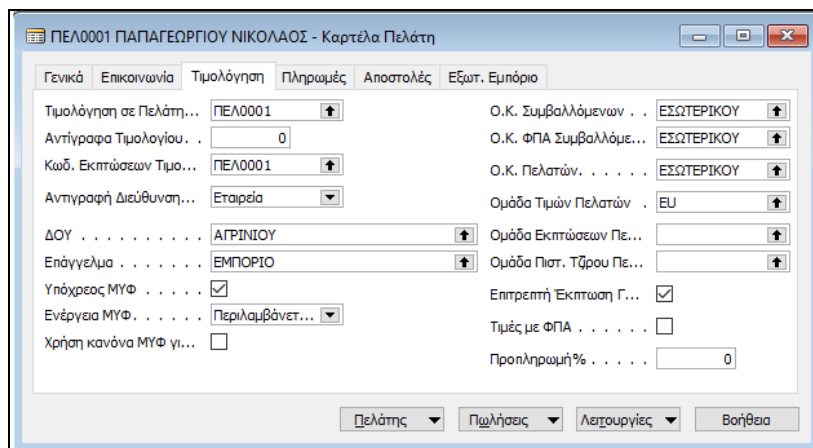 ΠΕΛ0001 ΠΑΠΑΓΕΩΡΓΙΟΥ ΝΙΚΟΛΑΟΣ - Καρτέλα Πελάτη
Γενικά Επικοινωνία Τιμολόγηση Πληρωμές Αποστολές Εξωτ. Εμπόριο
Τιμολόγηση σε Πελάτη... ΠΕΛ0001
Αντίγραφα Τιμολογίου. . 0
Κωδ. Εκπτώσεων Τιμο... ΠΕΛ0001
Αντιγραφή Διεύθυνση... Εταιρεία
ΔΟΥ . . . . . . . . . . ΑΓΡΙΝΙΟΥ
Επάγγελμα . . . . . . . ΕΜΠΟΡΙΟ
Υπόχρεος ΜΥΦ . . . . .
Ενέργεια ΜΥΦ. . . . . . Περιλαμβάνετ...
Χρήση κανόνα ΜΥΦ γι...
Ο.Κ. Συμβαλλόμενων . . ΕΣΩΤΕΡΙΚΟΥ
Ο.Κ. ΦΠΑ Συμβαλλόμε... ΕΣΩΤΕΡΙΚΟΥ
Ο.Κ. Πελατών. . . . . . ΕΣΩΤΕΡΙΚΟΥ
Ομάδα Τιμών Πελατών . EU
Ομάδα Εκπτώσεων Πε...
Ομάδα Πιστ. Τζίρου Πε...
Επιτρεπτή Έκπτωση Γ...
Τιμές με ΦΠΑ . . . . . .
Προπληρωμή% . . . . . 0
Πελάτης Πωλήσεις Λειτουργίες Βοήθεια